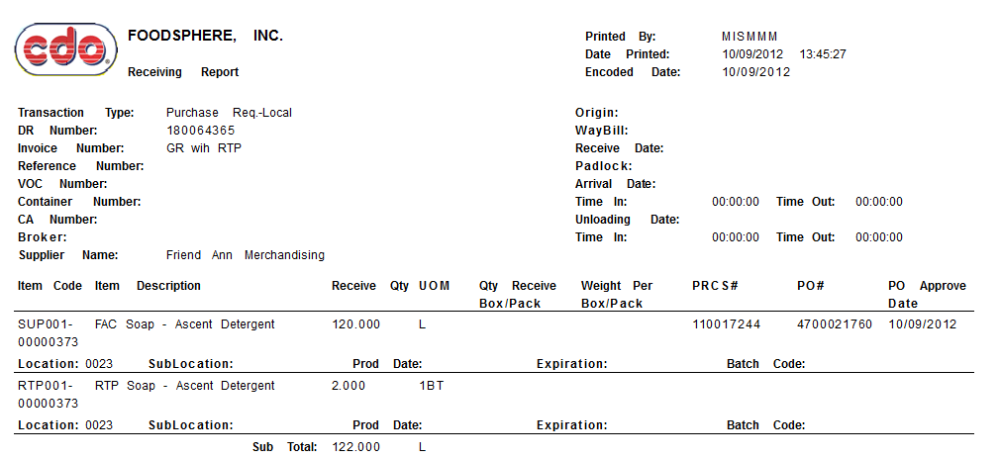 cdo
FOODSPHERE, INC.
Receiving Report
Printed By: MISMMM
Date Printed: 10/09/2012 13:45:27
Encoded Date: 10/09/2012
Transaction Type: Purchase Req.-Local
DR Number: 180064365
Invoice Number: GR wih RTP
Reference Number:
VOC Number:
Container Number:
CA Number:
Broker:
Supplier Name: Friend Ann Merchandising
Origin:
WayBill:
Receive Date:
Padlock:
Arrival Date:
Time In: 00:00:00 Time Out: 00:00:00
Unloading Date:
Time In: 00:00:00 Time Out: 00:00:00
Item Code Item Description Receive Qty UOM Qty Receive Weight Per PRCS# PO# PO Approve
Box/Pack Box/Pack Date
SUP001- FAC Soap - Ascent Detergent 120.000 L 110017244 4700021760 10/09/2012
00000373
Location: 0023 SubLocation: Prod Date: Expiration: Batch Code:
RTP001- RTP Soap - Ascent Detergent 2.000 1BT
00000373
Location: 0023 SubLocation: Prod Date: Expiration: Batch Code:
Sub Total: 122.000 L